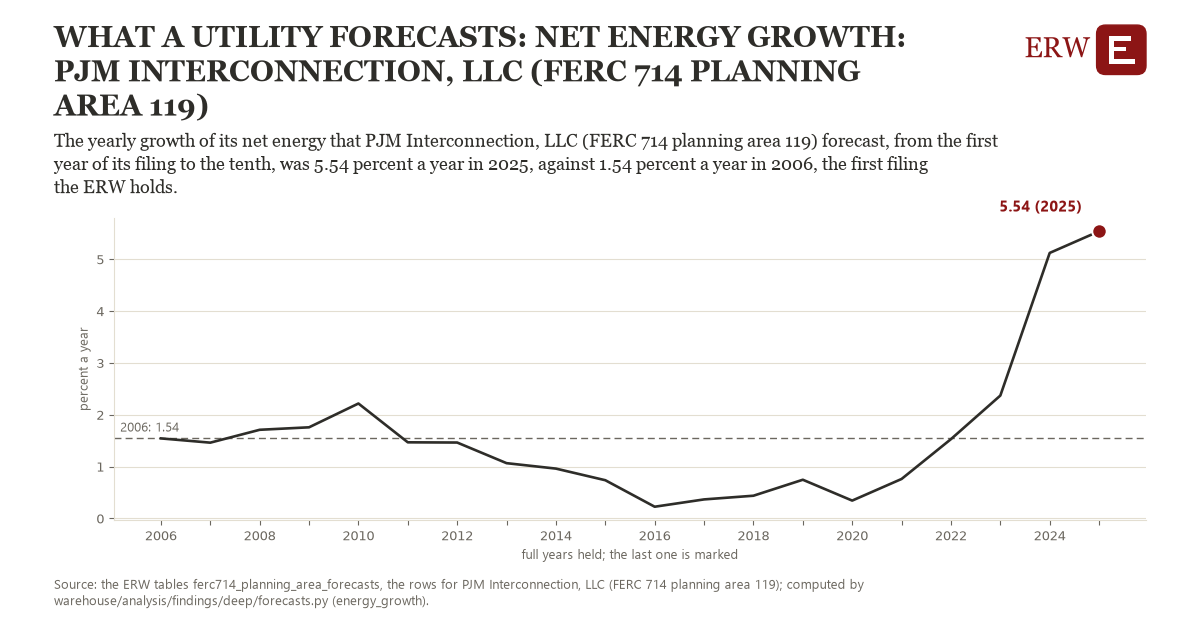 WHAT A UTILITY FORECASTS: NET ENERGY GROWTH:
PJM INTERCONNECTION, LLC (FERC 714 PLANNING
AREA 119)
ERW E
The yearly growth of its net energy that PJM Interconnection, LLC (FERC 714 planning area 119) forecast, from the first
year of its filing to the tenth, was 5.54 percent a year in 2025, against 1.54 percent a year in 2006, the first filing
the ERW holds.
5.54 (2025)
percent a year
5
4
3
2
1
0
2006: 1.54
2006 2008 2010 2012 2014 2016 2018 2020 2022 2024
full years held; the last one is marked
Source: the ERW tables ferc714_planning_area_forecasts, the rows for PJM Interconnection, LLC (FERC 714 planning area 119); computed by
warehouse/analysis/findings/deep/forecasts.py (energy_growth).